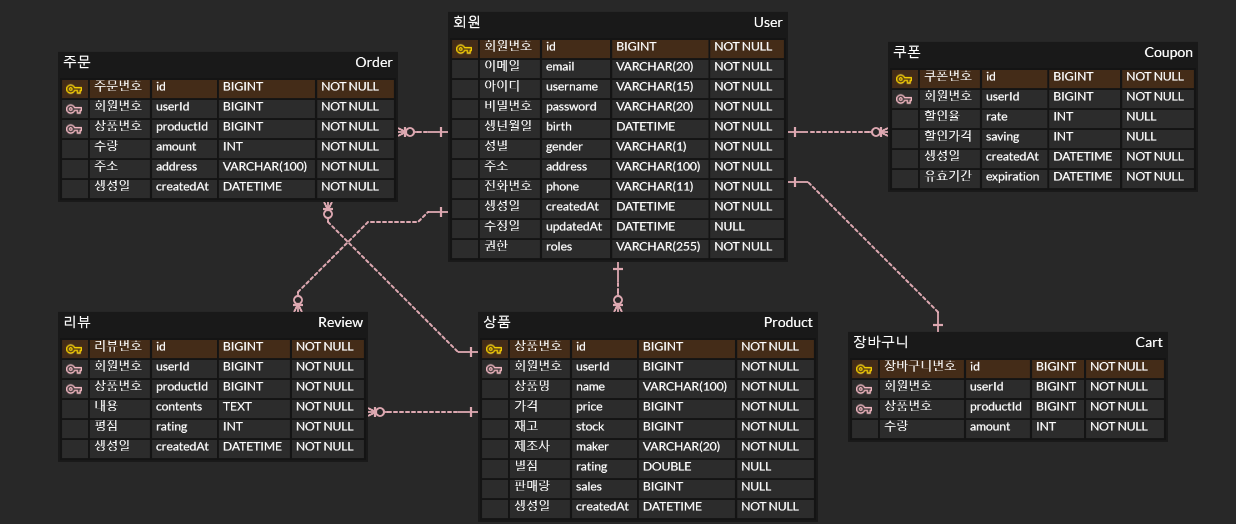 주문 Order
주문번호 id BIGINT NOT NULL
회원번호 userId BIGINT NOT NULL
상품번호 productId BIGINT NOT NULL
수량 amount INT NOT NULL
주소 address VARCHAR(100) NOT NULL
생성일 createdAt DATETIME NOT NULL
회원 User
회원번호 id BIGINT NOT NULL
이메일 email VARCHAR(20) NOT NULL
아이디 username VARCHAR(15) NOT NULL
비밀번호 password VARCHAR(20) NOT NULL
생년월일 birth DATETIME NOT NULL
성별 gender VARCHAR(1) NOT NULL
주소 address VARCHAR(100) NOT NULL
전화번호 phone VARCHAR(11) NOT NULL
생성일 createdAt DATETIME NOT NULL
수정일 updatedAt DATETIME NULL
권한 roles VARCHAR(255) NOT NULL
쿠폰 Coupon
쿠폰번호 id BIGINT NOT NULL
회원번호 userId BIGINT NOT NULL
할인율 rate INT NULL
할인가격 saving INT NULL
생성일 createdAt DATETIME NOT NULL
유효기간 expiration DATETIME NOT NULL
리뷰 Review
리뷰번호 id BIGINT NOT NULL
회원번호 userId BIGINT NOT NULL
상품번호 productId BIGINT NOT NULL
내용 contents TEXT NOT NULL
평점 rating INT NOT NULL
생성일 createdAt DATETIME NOT NULL
상품 Product
상품번호 id BIGINT NOT NULL
회원번호 userId BIGINT NOT NULL
상품명 name VARCHAR(100) NOT NULL
가격 price BIGINT NOT NULL
재고 stock BIGINT NOT NULL
제조사 maker VARCHAR(20) NOT NULL
별점 rating DOUBLE NULL
판매량 sales BIGINT NULL
생성일 createdAt DATETIME NOT NULL
장바구니 Cart
장바구니번호 id BIGINT NOT NULL
회원번호 userId BIGINT NOT NULL
상품번호 productId BIGINT NOT NULL
수량 amount INT NOT NULL